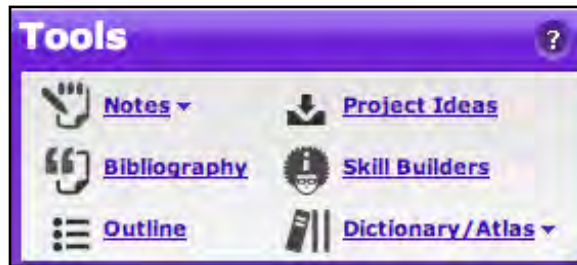 Tools ?
Notes Project Ideas
Bibliography Skill Builders
Outline Dictionary/Atlas